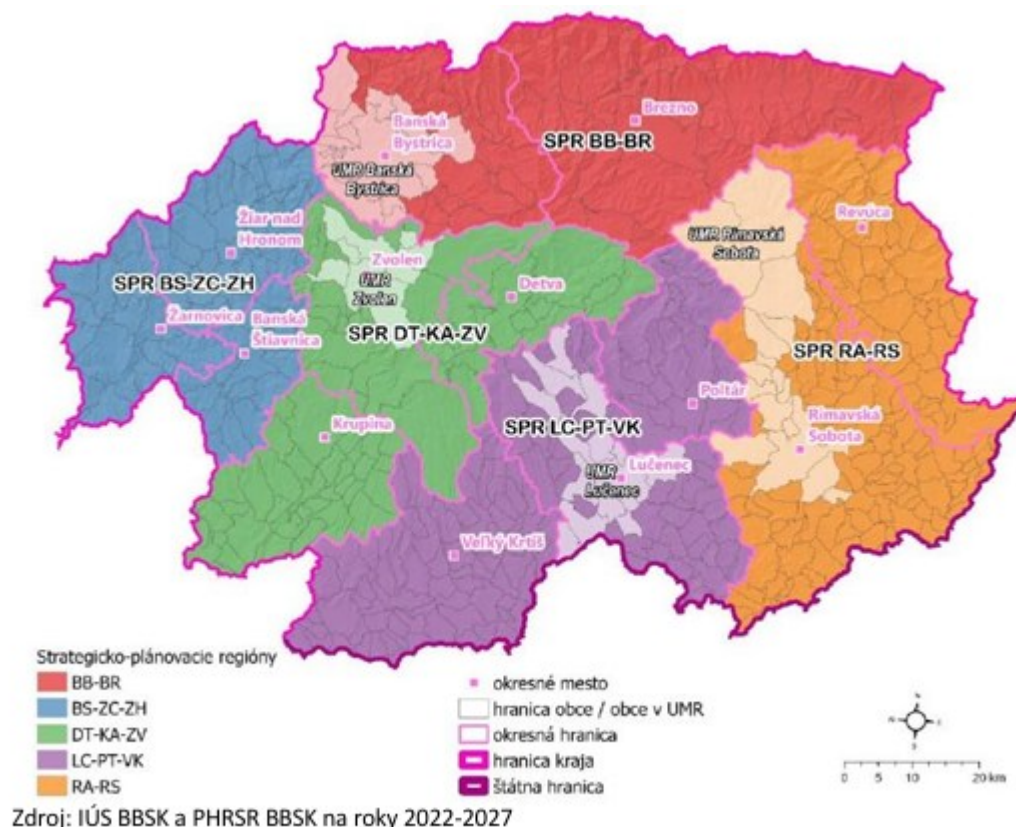 Banská
Bystrica
UMR Banská
Bystrica
Brezno
SPR BB-BR
Žiar nad
Hronom
SPR BS-ZC-ZH
Žarnovica
Banská
Štiavnica
Zvolen
UMR
Zvolen
Detva
SPR DT-KA-ZV
Krupina
UMR Rimavská
Sobota
Revúca
SPR RA-RS
Rimavská
Sobota
Poltár
SPR LC-PT-VK
Lučenec
UMR
Lučenec
Veľký Krtíš
Strategicko-plánovacie regióny
BB-BR
BS-ZC-ZH
DT-KA-ZV
LC-PT-VK
RA-RS
okresné mesto
hranica obce / obce v UMR
okresná hranica
hranica kraja
štátna hranica
0 5 10 20 km
Zdroj: IÚS BBSK a PHRSR BBSK na roky 2022-2027